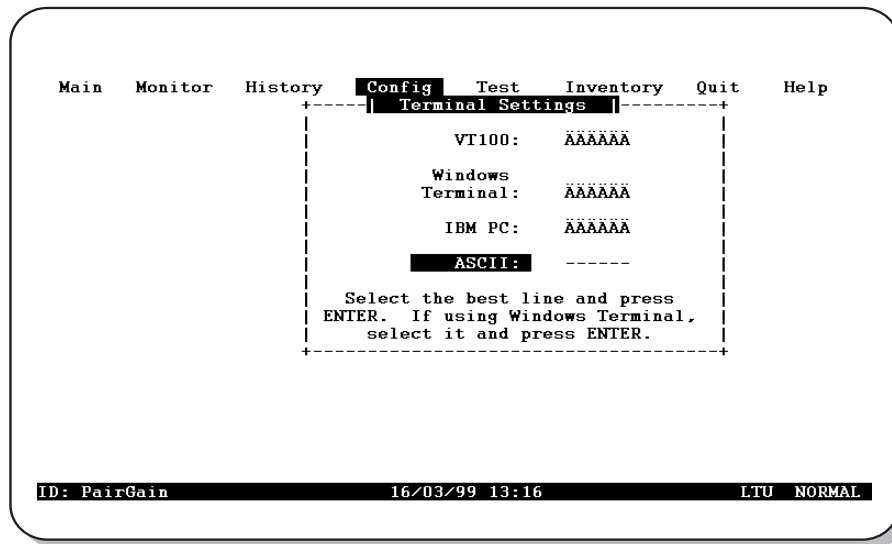 Main Monitor History Config Test Inventory Quit Help
Terminal Settings
VT100: ÄÄÄÄÄÄ
Windows
Terminal: ÄÄÄÄÄÄ
IBM PC: ÄÄÄÄÄÄ
ASCII: ------
Select the best line and press
ENTER. If using Windows Terminal,
select it and press ENTER.
ID: PairGain 16/03/99 13:16 LTU NORMAL